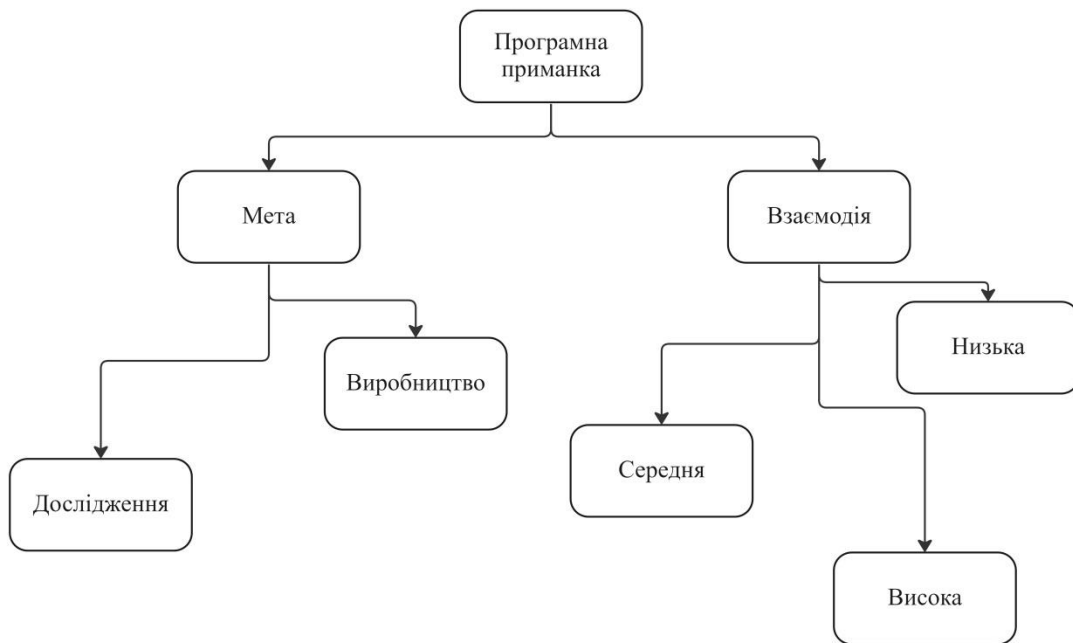 Програмна
приманка
Мета
Взаємодія
Низька
Виробництво
Середня
Дослідження
Висока